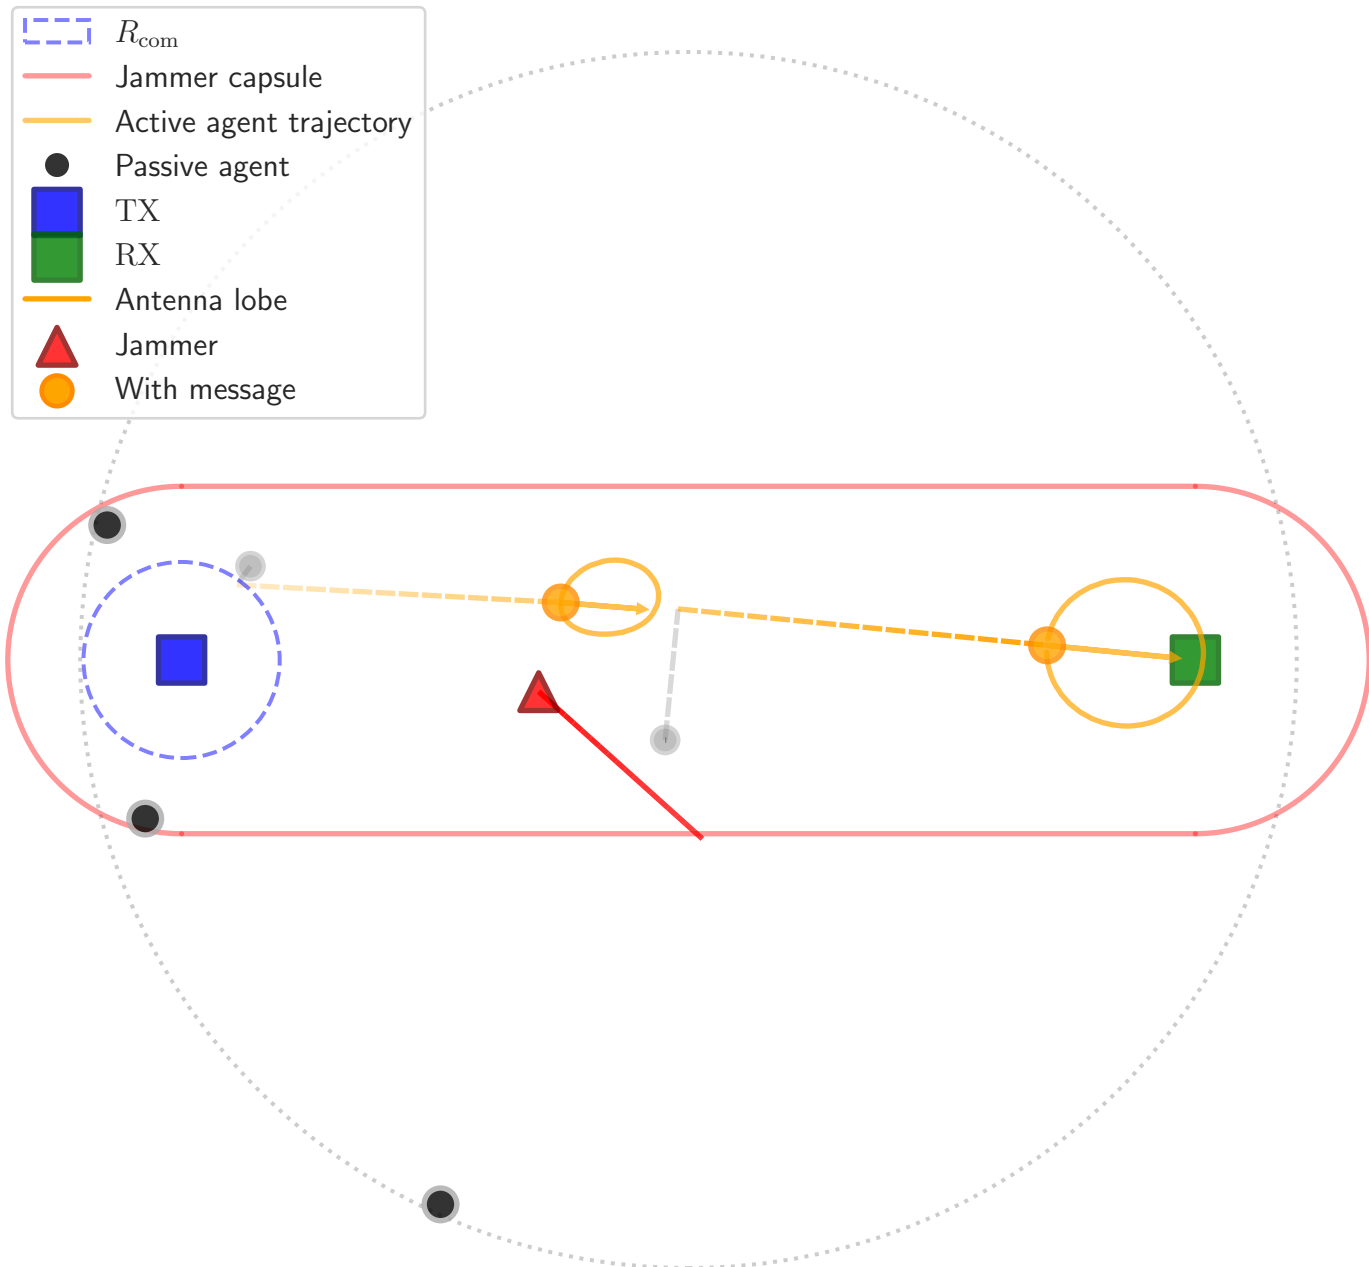 R_com
Jammer capsule
Active agent trajectory
Passive agent
TX
RX
Antenna lobe
Jammer
With message